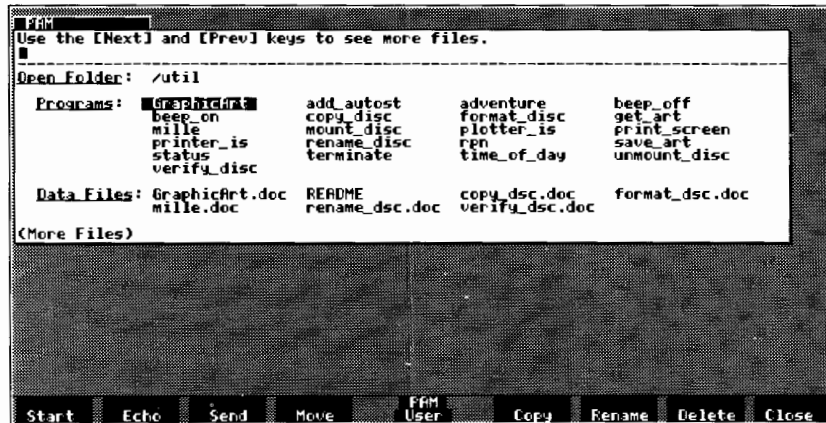 PAM
Use the [Next] and [Prev] keys to see more files.
Open Folder: /util
Programs: GraphicArt add_autost adventure beep_off
beep_on copy_disc format_disc get_art
mille mount_disc plotter_is print_screen
printer_is rename_disc rpn save_art
status terminate time_of_day unmount_disc
verify_disc
Data Files: GraphicArt.doc README copy_dsc.doc format_dsc.doc
mille.doc rename_dsc.doc verify_dsc.doc
(More Files)
PAM
Start Echo Send Move User Copy Rename Delete Close